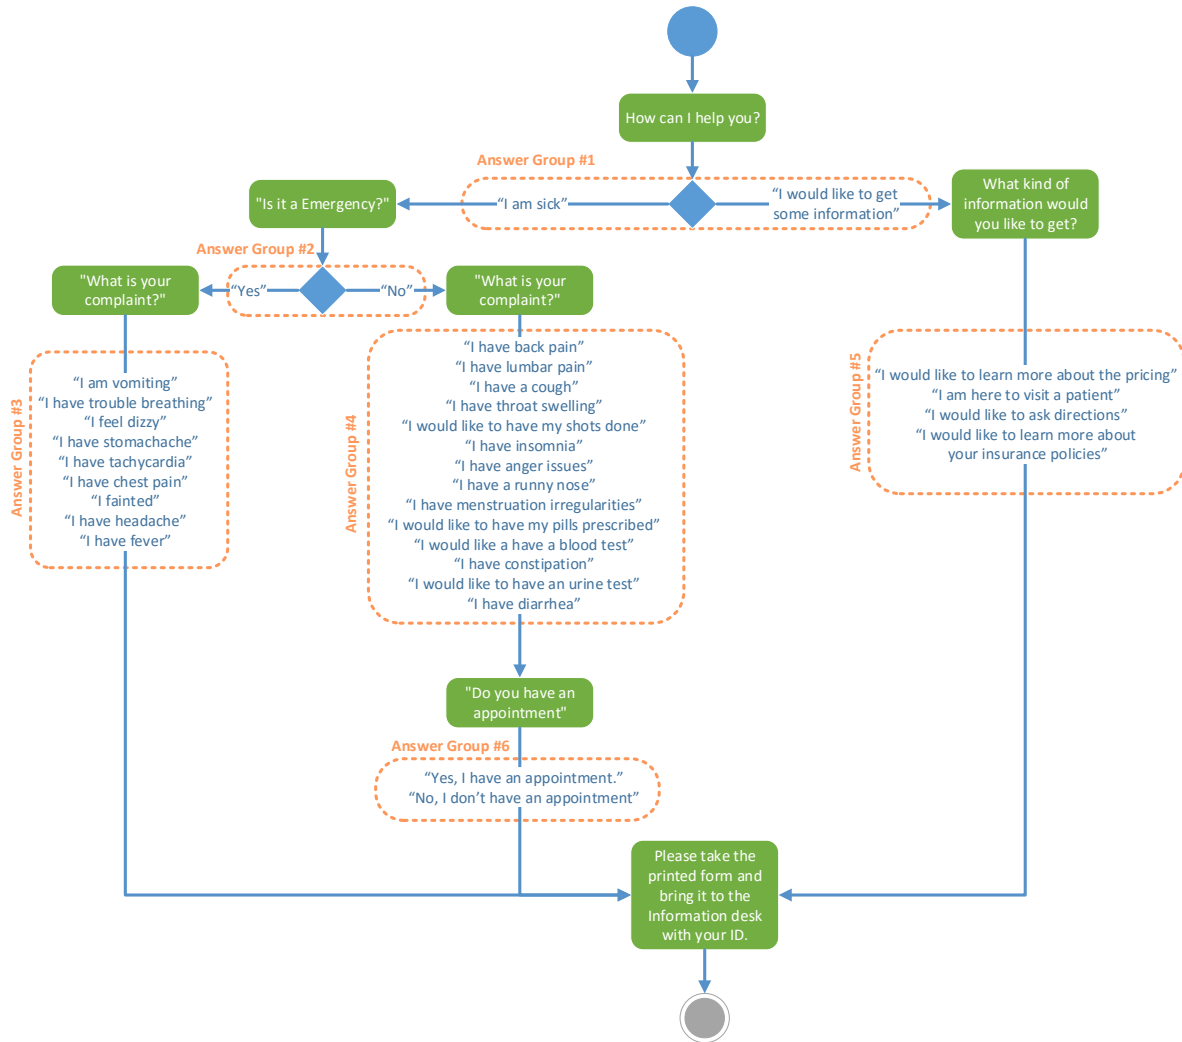 How can I help you?
Answer Group #1
"Is it a Emergency?"
“I am sick”
“I would like to get
some information”
What kind of
information would
you like to get?
Answer Group #2
"What is your
complaint?"
“Yes”
“No”
"What is your
complaint?"
Answer Group #3
“I am vomiting”
“I have trouble breathing”
“I feel dizzy”
“I have stomachache”
“I have tachycardia”
“I have chest pain”
“I fainted”
“I have headache”
“I have fever”
Answer Group #4
“I have back pain”
“I have lumbar pain”
“I have a cough”
“I have throat swelling”
“I would like to have my shots done”
“I have insomnia”
“I have anger issues”
“I have a runny nose”
“I have menstruation irregularities”
“I would like to have my pills prescribed”
“I would like a have a blood test”
“I have constipation”
“I would like to have an urine test”
“I have diarrhea”
Answer Group #5
“I would like to learn more about the pricing”
“I am here to visit a patient”
“I would like to ask directions”
“I would like to learn more about
your insurance policies”
"Do you have an
appointment"
Answer Group #6
“Yes, I have an appointment.”
“No, I don’t have an appointment”
Please take the
printed form and
bring it to the
Information desk
with your ID.